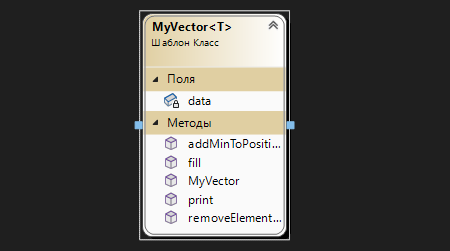 MyVector<T>
Шаблон Класс
Поля
data
Методы
addMinToPositi...
fill
MyVector
print
removeElement...